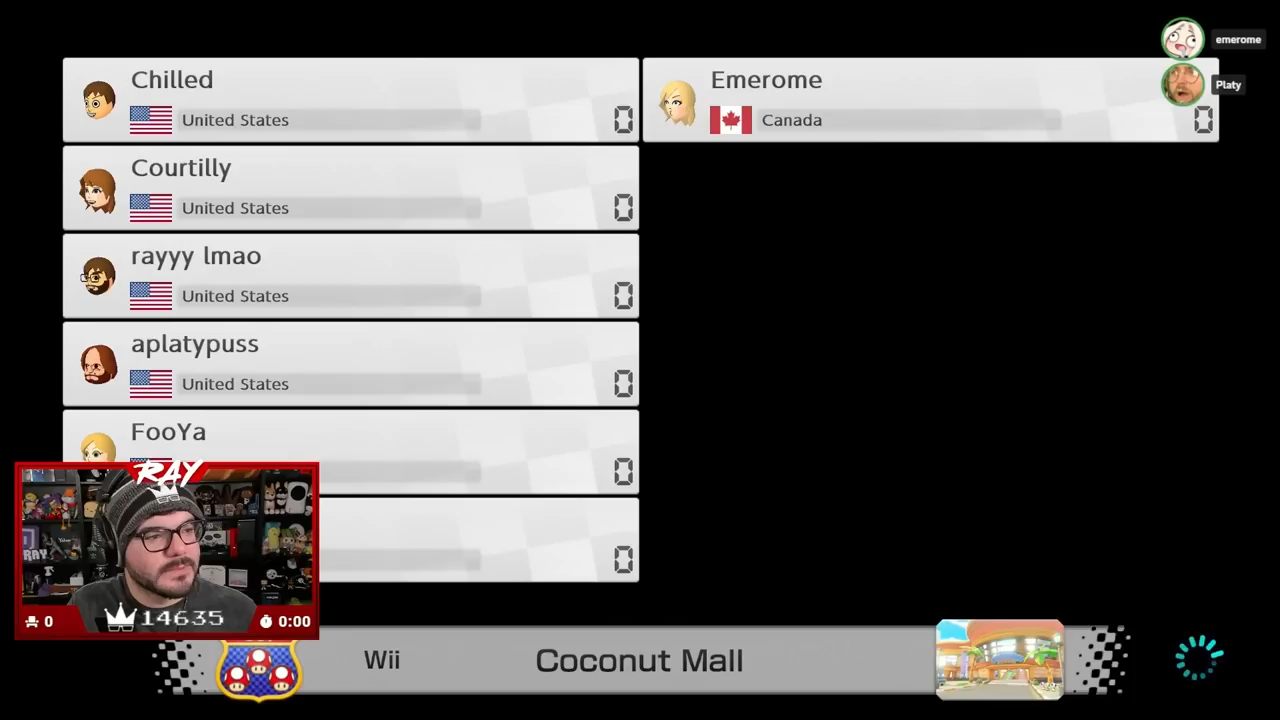 Chilled
United States
0
Courtilly
United States
0
rayyy lmao
United States
0
aplatypuss
United States
0
FooYa
0
0
Emerome
Canada
0
emerome
Platy
RAY
14635
0
0:00
Wii
Coconut Mall